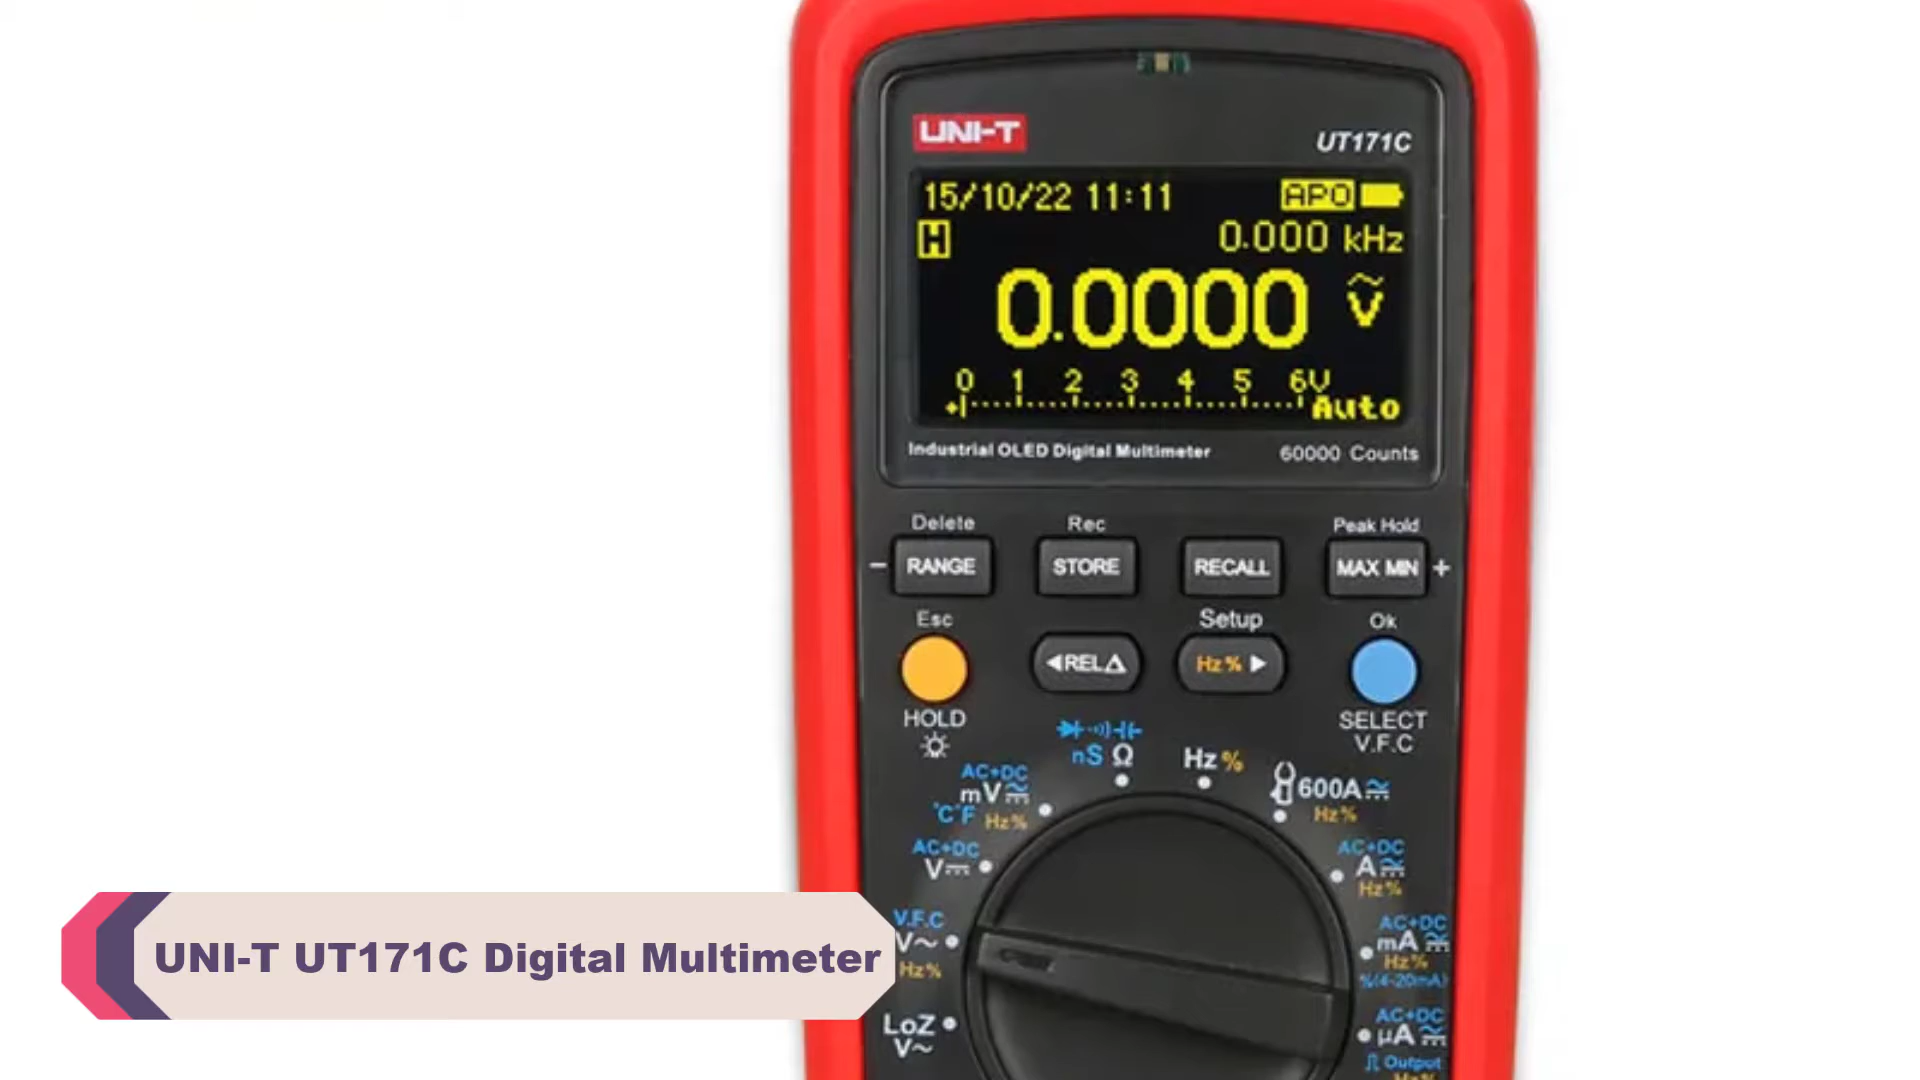 UNI-T
UT171C
15/10/22 11:11 APO
H 0.000 kHz
0.0000 V
0 1 2 3 4 5 6V
Auto
Industrial OLED Digital Multimeter 60000 Counts
Delete Rec Peak Hold
− RANGE STORE RECALL MAX MIN +
Esc Setup Ok
◀REL△ Hz% ▶
HOLD SELECT
V.F.C
nS Ω
Hz %
AC+DC
mV
°C°F Hz%
600A
Hz%
AC+DC
V
AC+DC
A
Hz%
V.F.C
V~
Hz%
AC+DC
mA
Hz%
%(4-20mA)
LoZ
V~
AC+DC
µA
Output
Hz%
UNI-T UT171C Digital Multimeter